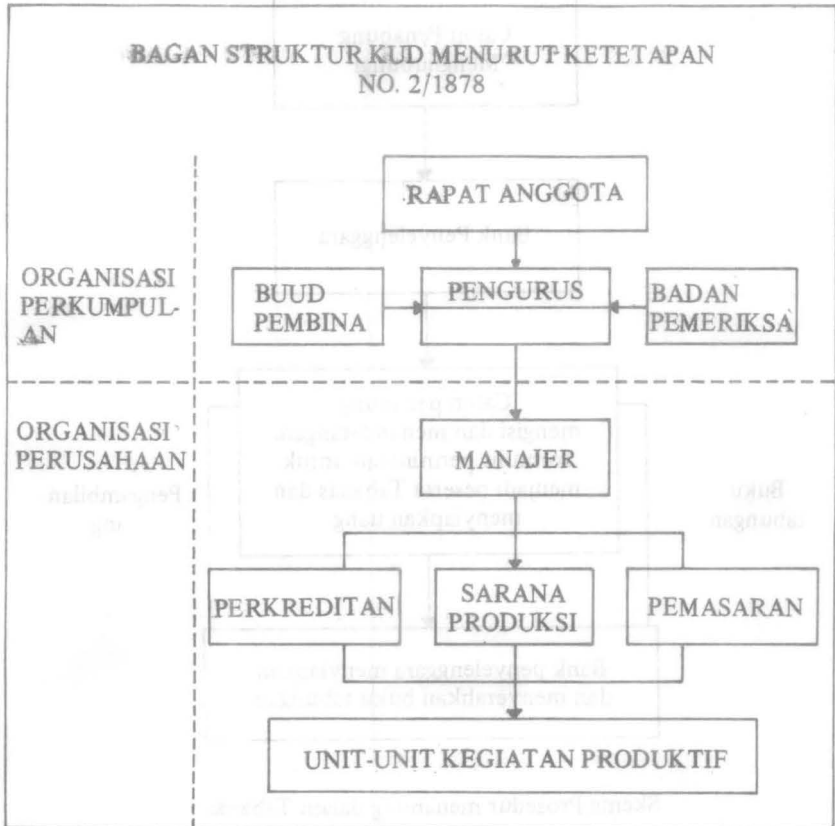 BAGAN STRUKTUR KUD MENURUT KETETAPAN
NO. 2/1878
RAPAT ANGGOTA
ORGANISASI
PERKUMPUL-
AN
BUUD
PEMBINA
PENGURUS
BADAN
PEMERIKSA
ORGANISASI
PERUSAHAAN
MANAJER
PERKREDITAN
SARANA
PRODUKSI
PEMASARAN
UNIT-UNIT KEGIATAN PRODUKTIF